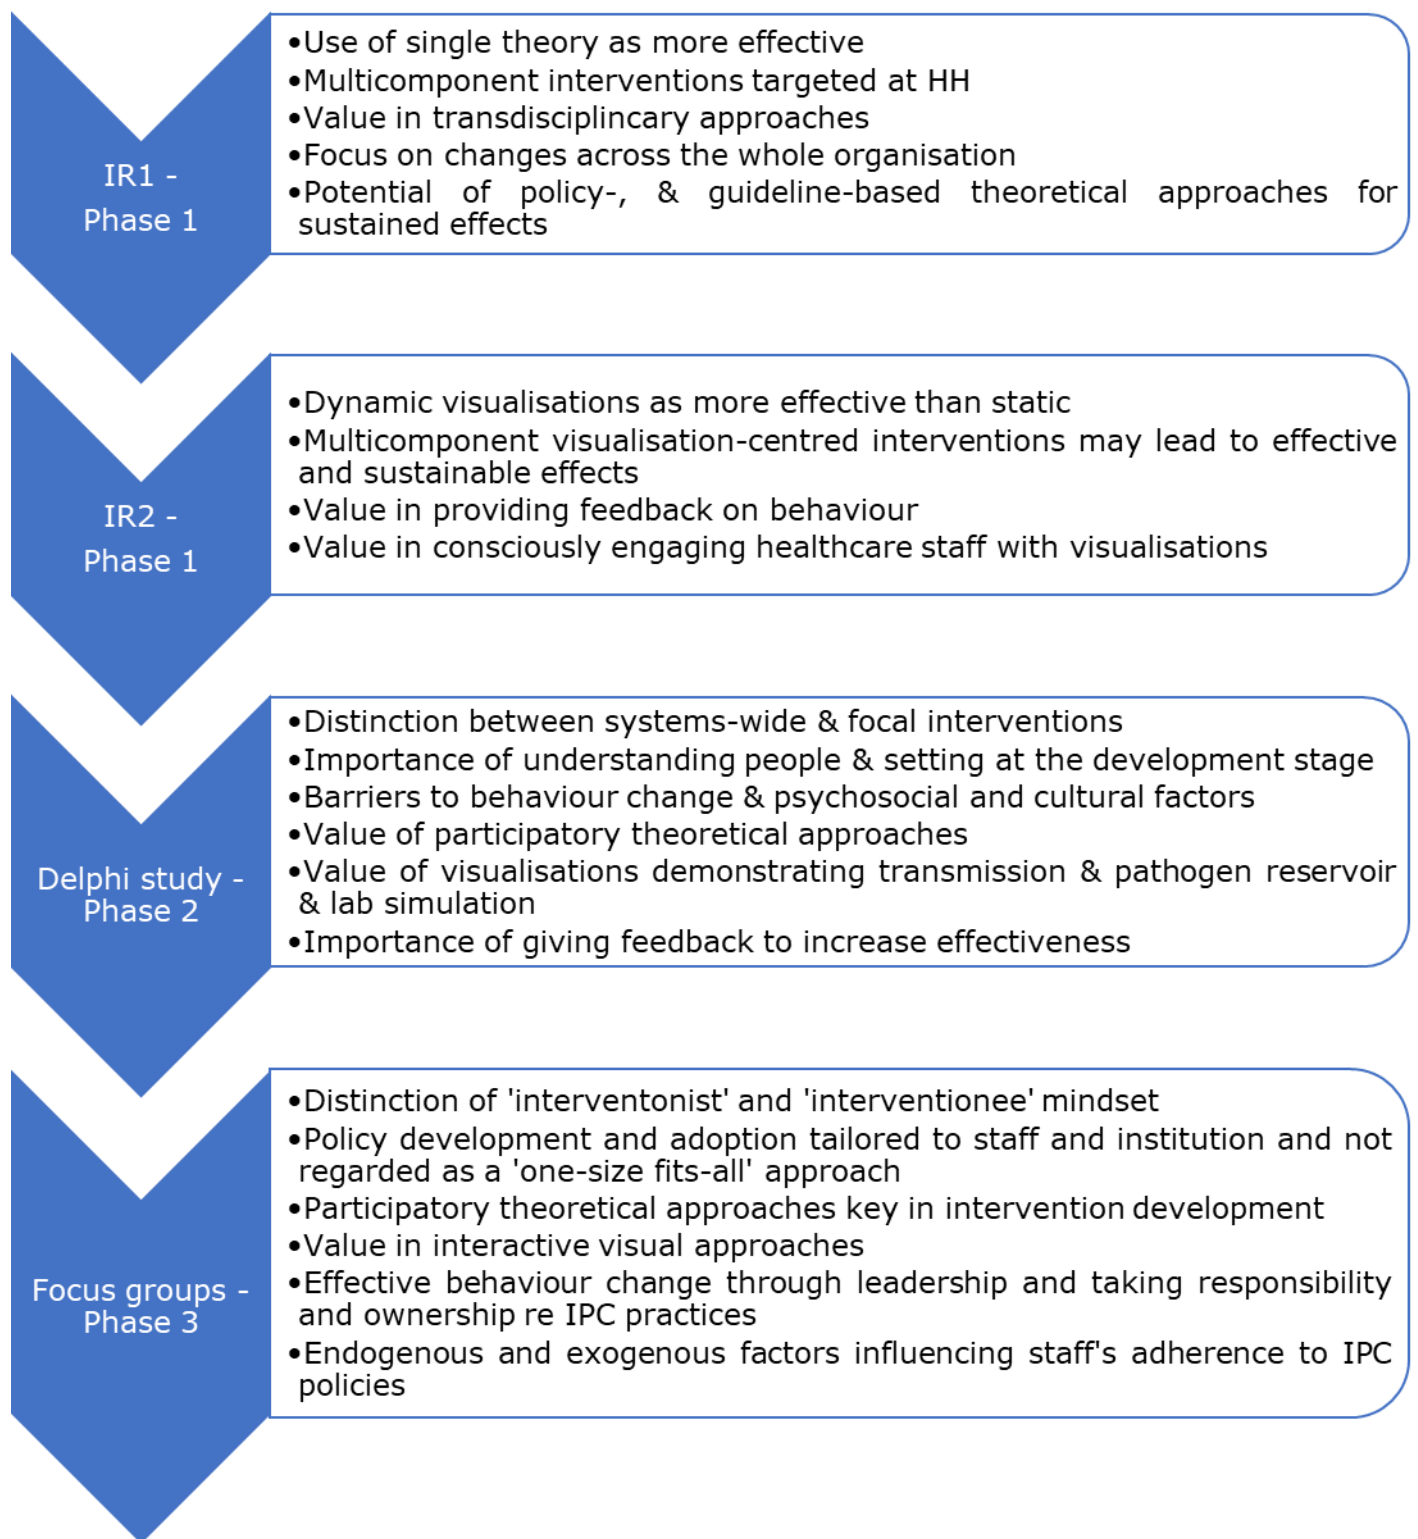 IR1 -
Phase 1
•Use of single theory as more effective
•Multicomponent interventions targeted at HH
•Value in transdisciplincary approaches
•Focus on changes across the whole organisation
•Potential of policy-, & guideline-based theoretical approaches for
sustained effects
IR2 -
Phase 1
•Dynamic visualisations as more effective than static
•Multicomponent visualisation-centred interventions may lead to effective
and sustainable effects
•Value in providing feedback on behaviour
•Value in consciously engaging healthcare staff with visualisations
Delphi study -
Phase 2
•Distinction between systems-wide & focal interventions
•Importance of understanding people & setting at the development stage
•Barriers to behaviour change & psychosocial and cultural factors
•Value of participatory theoretical approaches
•Value of visualisations demonstrating transmission & pathogen reservoir
& lab simulation
•Importance of giving feedback to increase effectiveness
Focus groups -
Phase 3
•Distinction of 'interventonist' and 'interventionee' mindset
•Policy development and adoption tailored to staff and institution and not
regarded as a 'one-size fits-all' approach
•Participatory theoretical approaches key in intervention development
•Value in interactive visual approaches
•Effective behaviour change through leadership and taking responsibility
and ownership re IPC practices
•Endogenous and exogenous factors influencing staff's adherence to IPC
policies